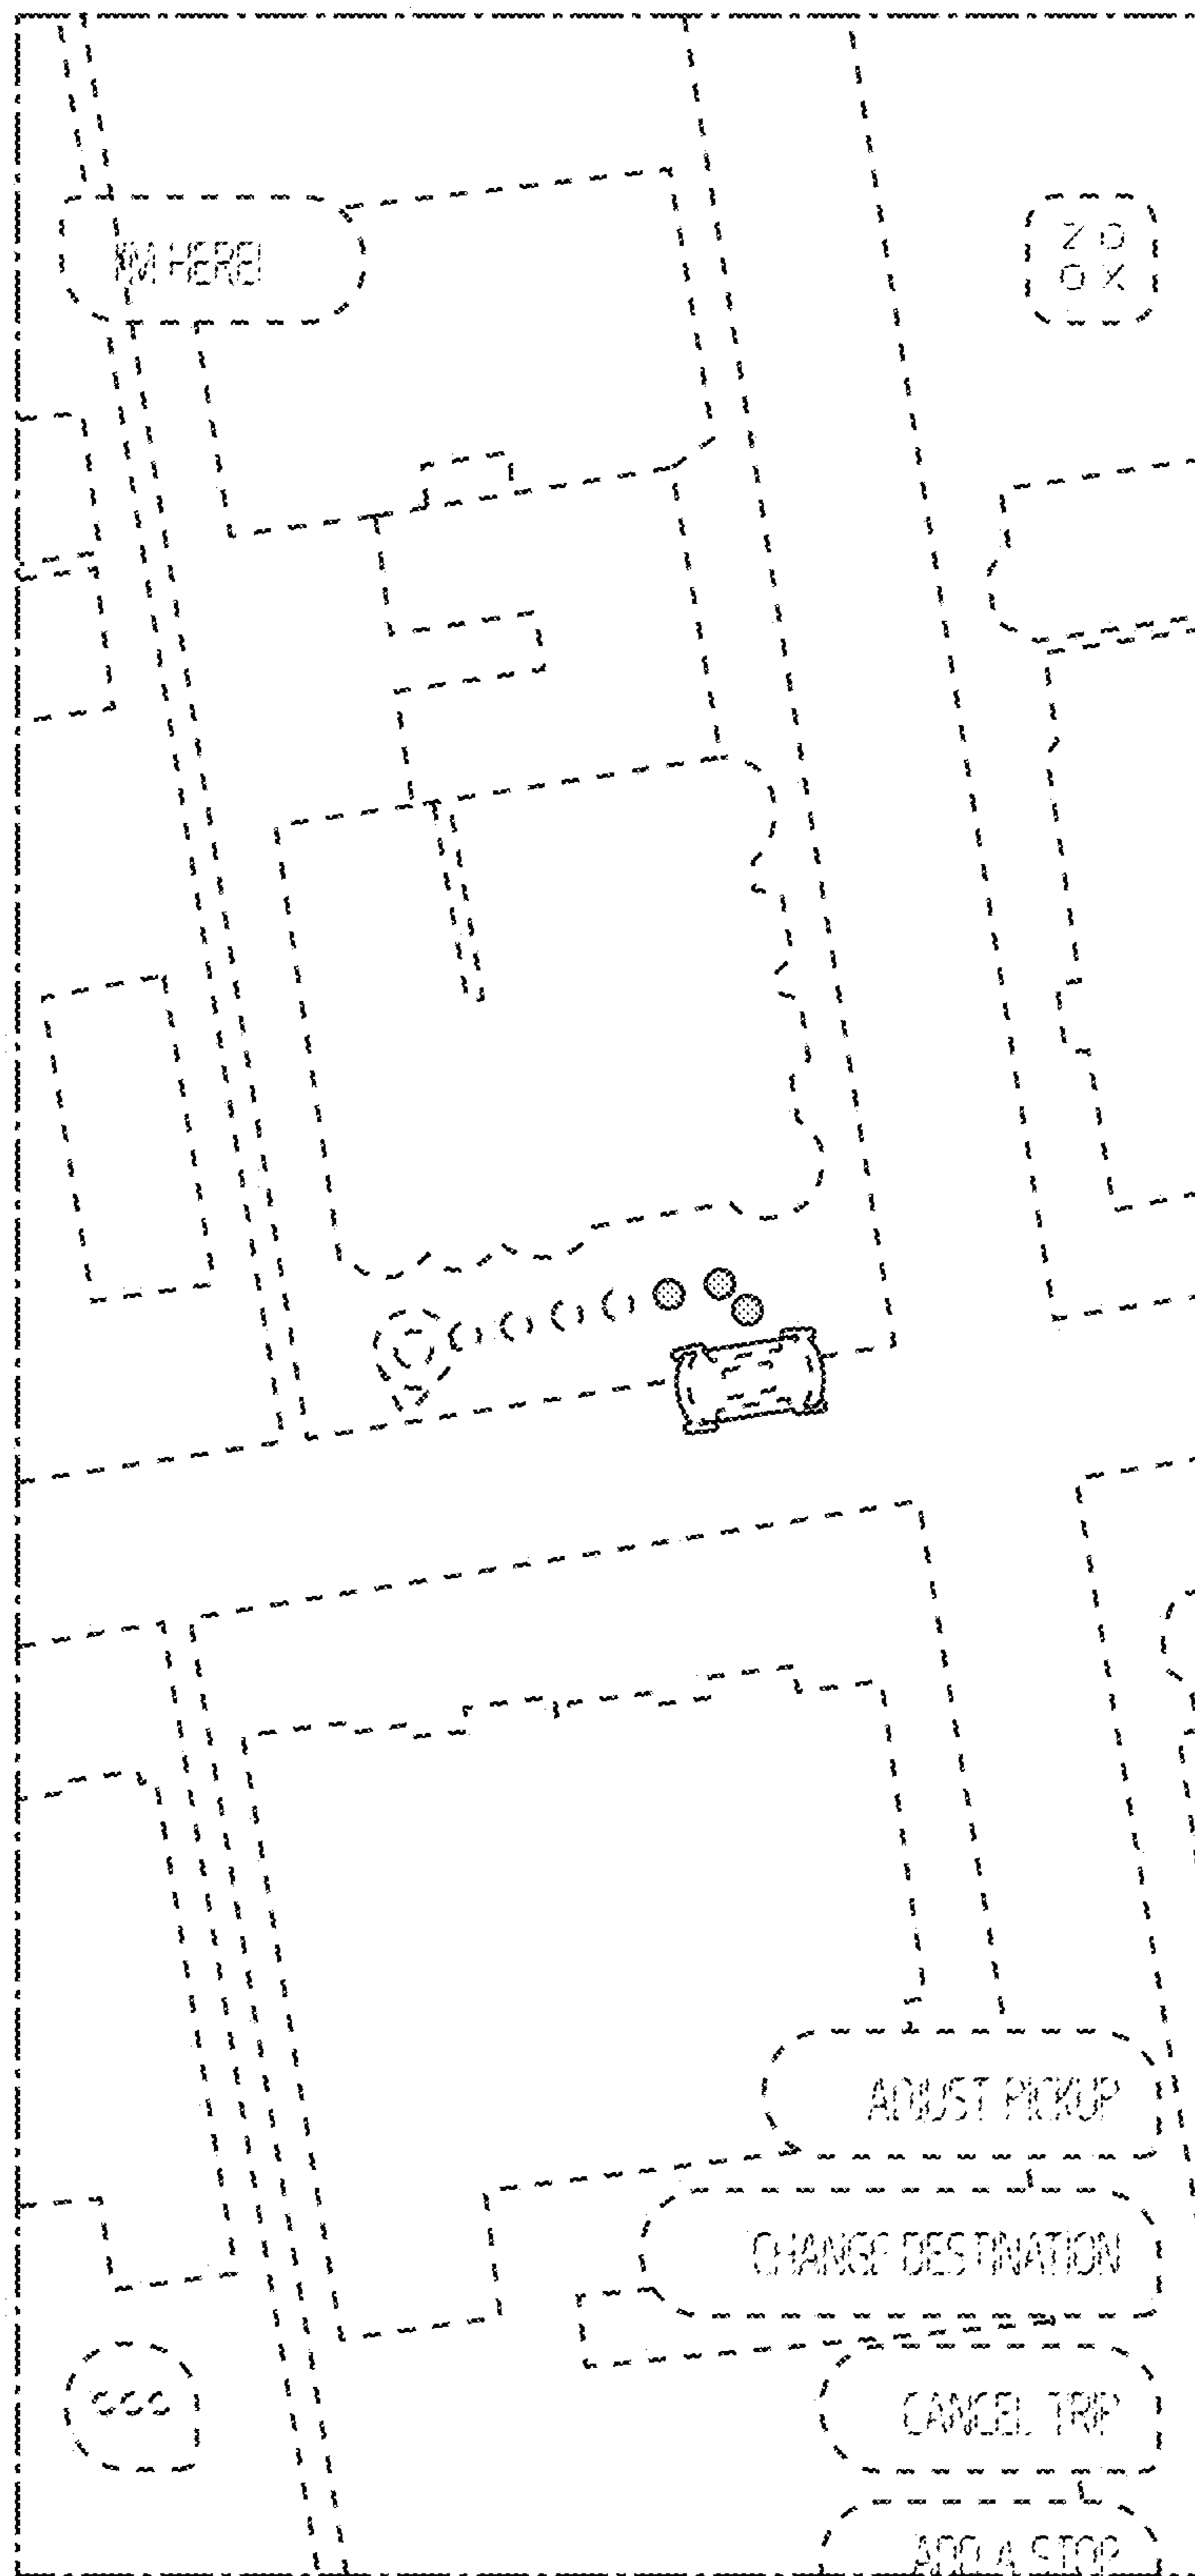 I'M HERE!
Z O
O X
ADJUST PICKUP
CHANGE DESTINATION
CANCEL TRIP
ADD A STOP